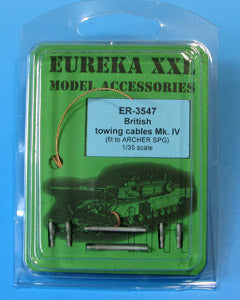 EUREKA XXL
MODEL ACCESSORIES
ER-3547
British
towing cables Mk. IV
(fit to ARCHER SPG)
1/35 scale